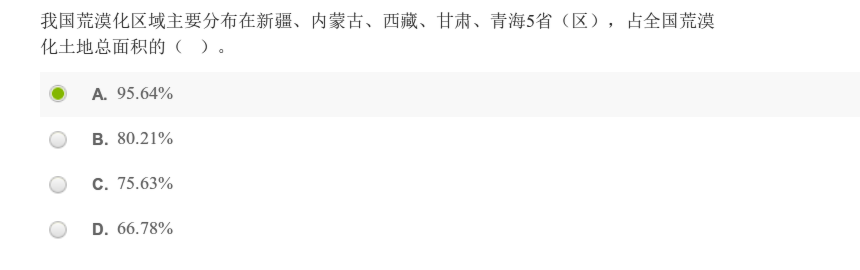 我国荒漠化区域主要分布在新疆、内蒙古、西藏、甘肃、青海5省（区），占全国荒漠
化土地总面积的（　）。
A. 95.64%
B. 80.21%
C. 75.63%
D. 66.78%